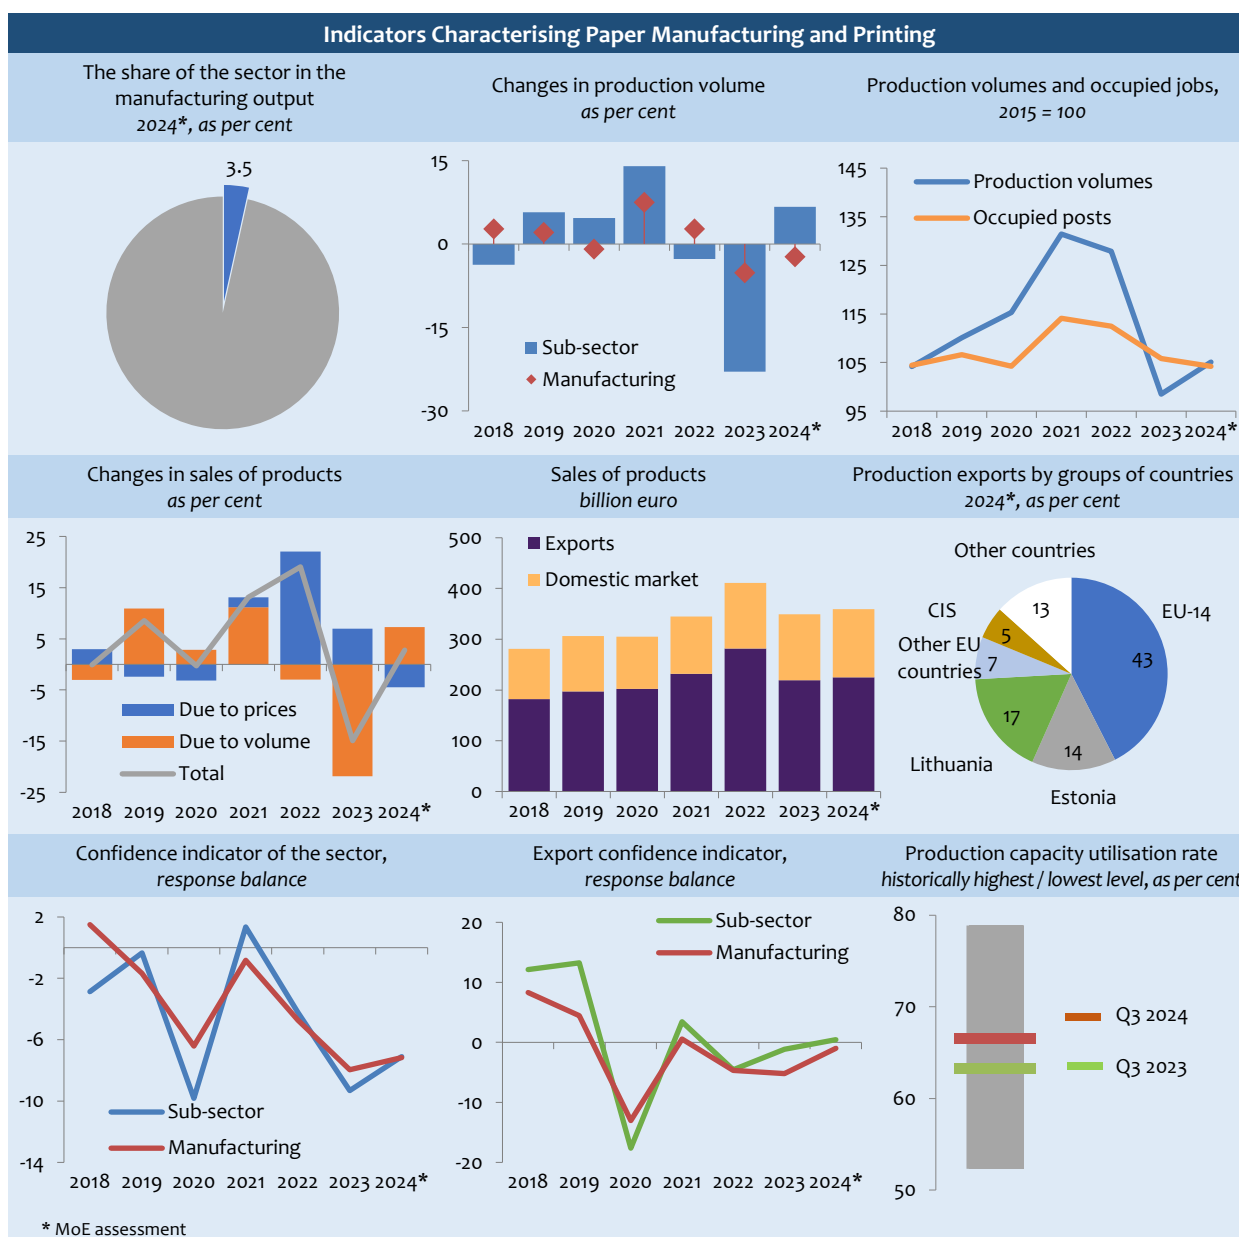 Indicators Characterising Paper Manufacturing and Printing
The share of the sector in the
manufacturing output
2024*, as per cent
Changes in production volume
as per cent
Production volumes and occupied jobs,
2015 = 100
3.5
15
0
-15
-30
Sub-sector
Manufacturing
2018 2019 2020 2021 2022 2023 2024*
145
135
125
115
105
95
Production volumes
Occupied posts
2018 2019 2020 2021 2022 2023 2024*
Changes in sales of products
as per cent
Sales of products
billion euro
Production exports by groups of countries
2024*, as per cent
25
15
5
-5
-15
-25
Due to prices
Due to volume
Total
2018 2019 2020 2021 2022 2023 2024*
500
400
300
200
100
0
Exports
Domestic market
2018 2019 2020 2021 2022 2023 2024*
Other countries
13
CIS
5
EU-14
43
Other EU
countries
7
17
Lithuania
14
Estonia
Confidence indicator of the sector,
response balance
Export confidence indicator,
response balance
Production capacity utilisation rate
historically highest / lowest level, as per cent
2
-2
-6
-10
-14
Sub-sector
Manufacturing
2018 2019 2020 2021 2022 2023 2024*
20
10
0
-10
-20
Sub-sector
Manufacturing
2018 2019 2020 2021 2022 2023 2024*
80
70
60
50
Q3 2024
Q3 2023
* MoE assessment